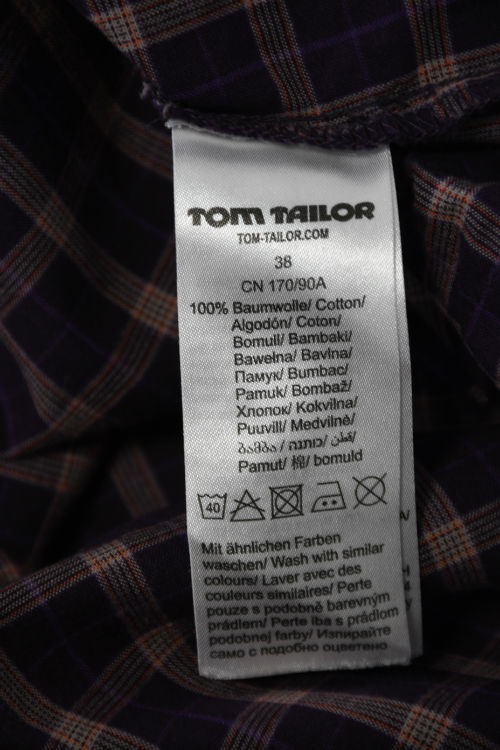 TOM TAILOR
TOM-TAILOR.COM
38
CN 170/90A
100% Baumwolle/ Cotton/
Algodón/ Coton/
Bomull/ Bambaki/
Bawełna/ Bavlna/
Памук/ Bumbac/
Pamuk/ Bombaž/
Хлопок/ Kokvilna/
Puuvill/ Medvilnė/
ბამბა / כותנה / قطن/
Pamut/ 棉/ bomuld
40
Mit ähnlichen Farben
waschen/ Wash with similar
colours/ Laver avec des
couleurs similaires/ Perte
pouze s podobně barevným
prádlem/ Perte iba s prádlom
podobnej farby/ Изпирайте
само с подобно оцветено